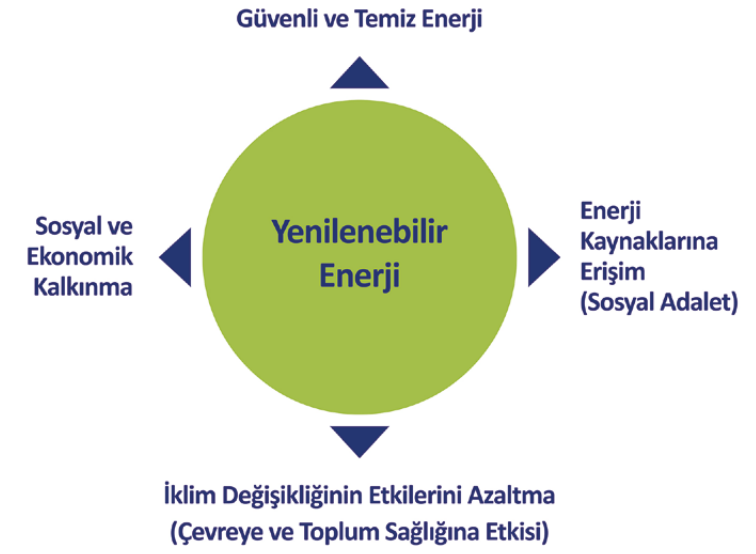 Güvenli ve Temiz Enerji
Sosyal ve
Ekonomik
Kalkınma
Yenilenebilir
Enerji
Enerji
Kaynaklarına
Erişim
(Sosyal Adalet)
İklim Değişikliğinin Etkilerini Azaltma
(Çevreye ve Toplum Sağlığına Etkisi)